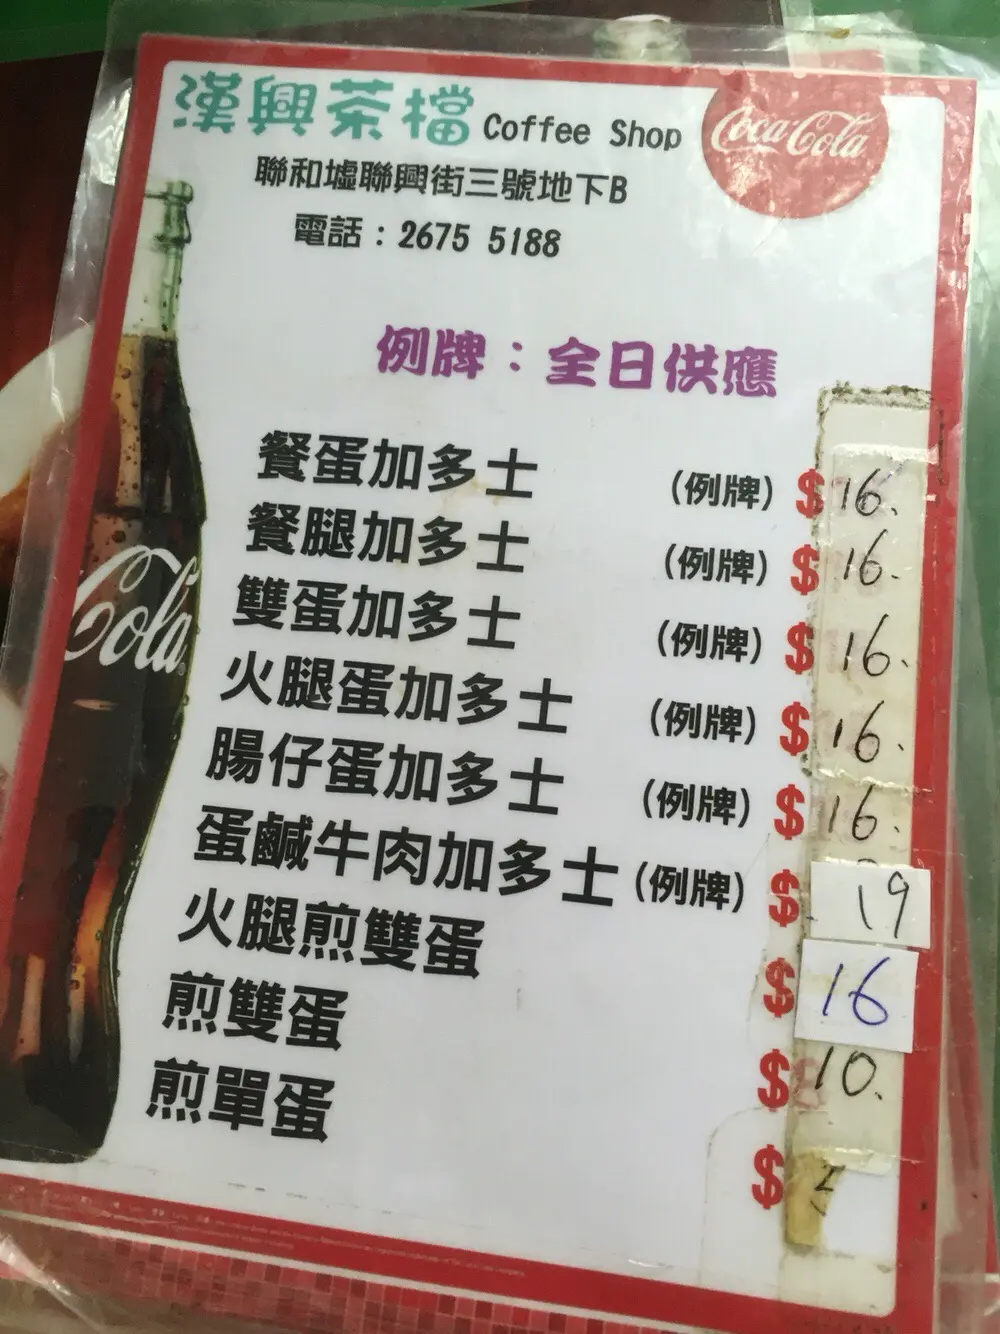 漢興茶檔 Coffee Shop
Coca-Cola
聯和墟聯興街三號地下B
電話：2675 5188
例牌：全日供應
餐蛋加多士 (例牌) $ 16.
餐腿加多士 (例牌) $ 16.
雙蛋加多士 (例牌) $ 16.
火腿蛋加多士 (例牌) $ 16.
腸仔蛋加多士 (例牌) $ 16.
蛋鹹牛肉加多士 (例牌) $ 19
火腿煎雙蛋 $ 16
煎雙蛋 $ 10.
煎單蛋 $
Cola